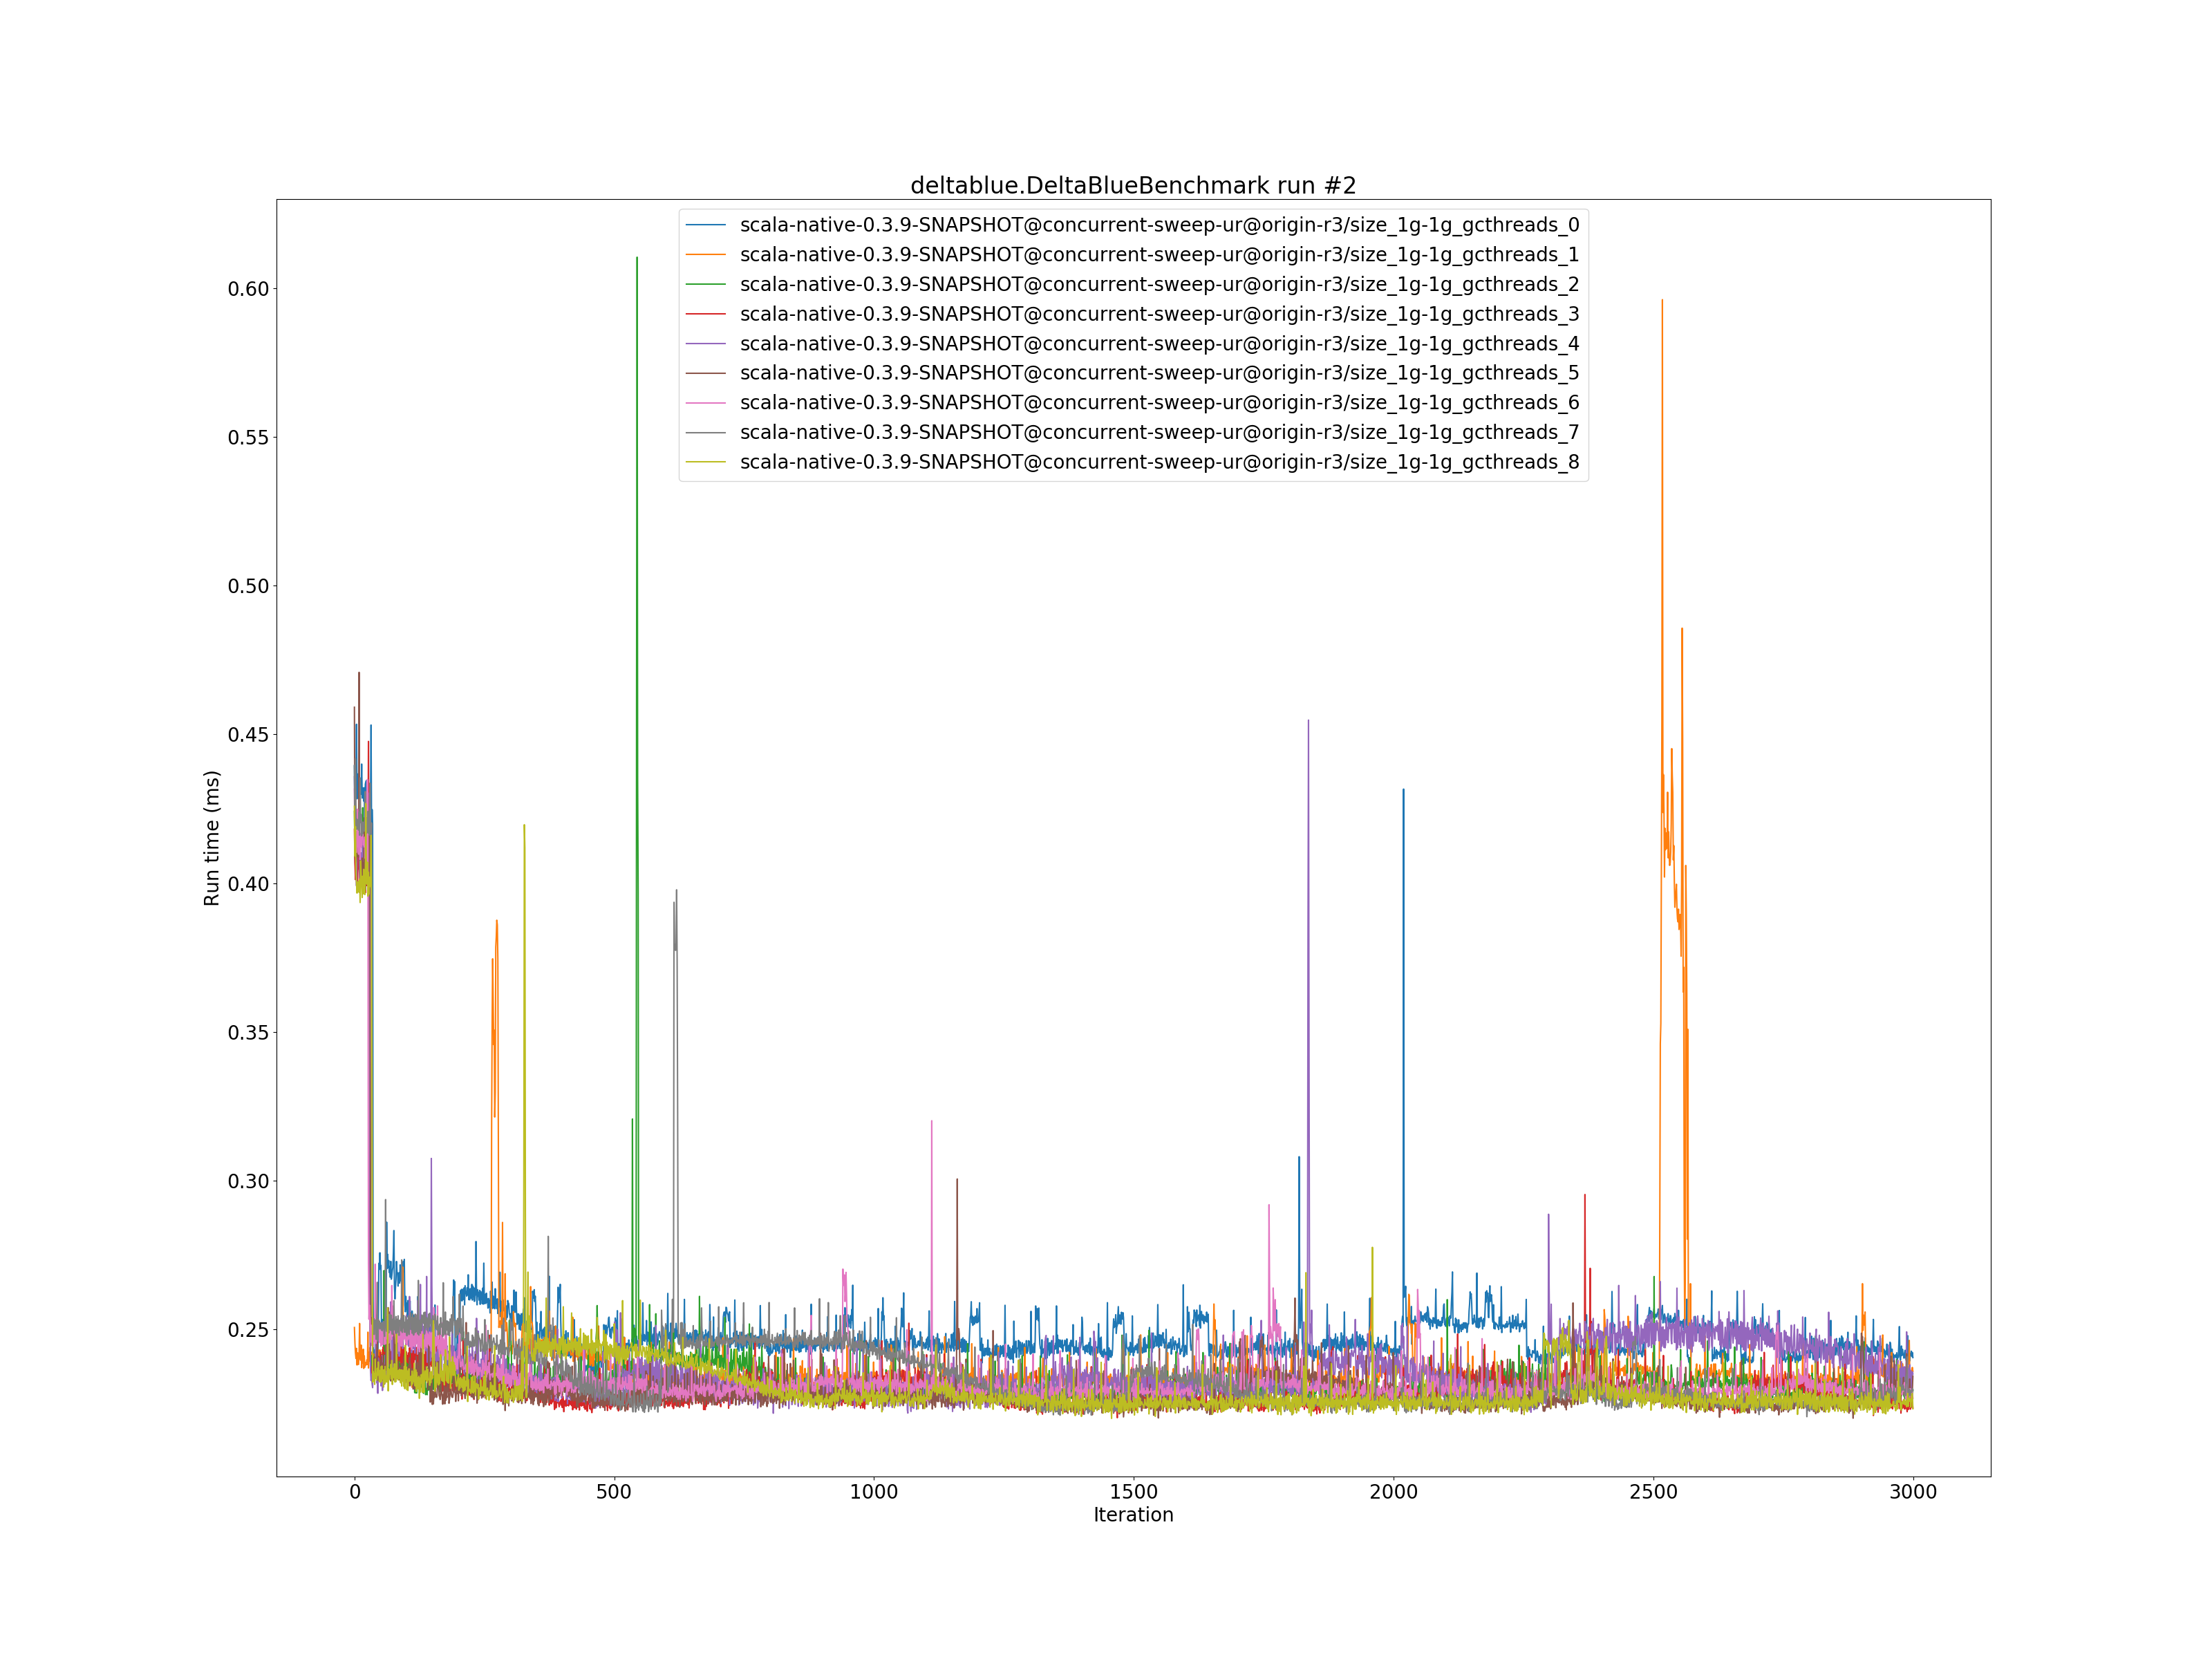 deltablue.DeltaBlueBenchmark run #2
scala-native-0.3.9-SNAPSHOT@concurrent-sweep-ur@origin-r3/size_1g-1g_gcthreads_0
scala-native-0.3.9-SNAPSHOT@concurrent-sweep-ur@origin-r3/size_1g-1g_gcthreads_1
scala-native-0.3.9-SNAPSHOT@concurrent-sweep-ur@origin-r3/size_1g-1g_gcthreads_2
scala-native-0.3.9-SNAPSHOT@concurrent-sweep-ur@origin-r3/size_1g-1g_gcthreads_3
scala-native-0.3.9-SNAPSHOT@concurrent-sweep-ur@origin-r3/size_1g-1g_gcthreads_4
scala-native-0.3.9-SNAPSHOT@concurrent-sweep-ur@origin-r3/size_1g-1g_gcthreads_5
scala-native-0.3.9-SNAPSHOT@concurrent-sweep-ur@origin-r3/size_1g-1g_gcthreads_6
scala-native-0.3.9-SNAPSHOT@concurrent-sweep-ur@origin-r3/size_1g-1g_gcthreads_7
scala-native-0.3.9-SNAPSHOT@concurrent-sweep-ur@origin-r3/size_1g-1g_gcthreads_8
0.60
0.55
0.50
0.45
0.40
0.35
0.30
0.25
Run time (ms)
0 500 1000 1500 2000 2500 3000
Iteration